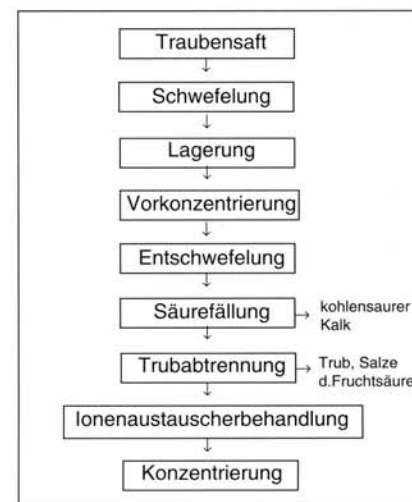 Traubensaft
Schwefelung
Lagerung
Vorkonzentrierung
Entschwefelung
Säurefällung
kohlensaurer
Kalk
Trubabtrennung
Trub, Salze
d.Fruchtsäure
Ionenaustauscherbehandlung
Konzentrierung